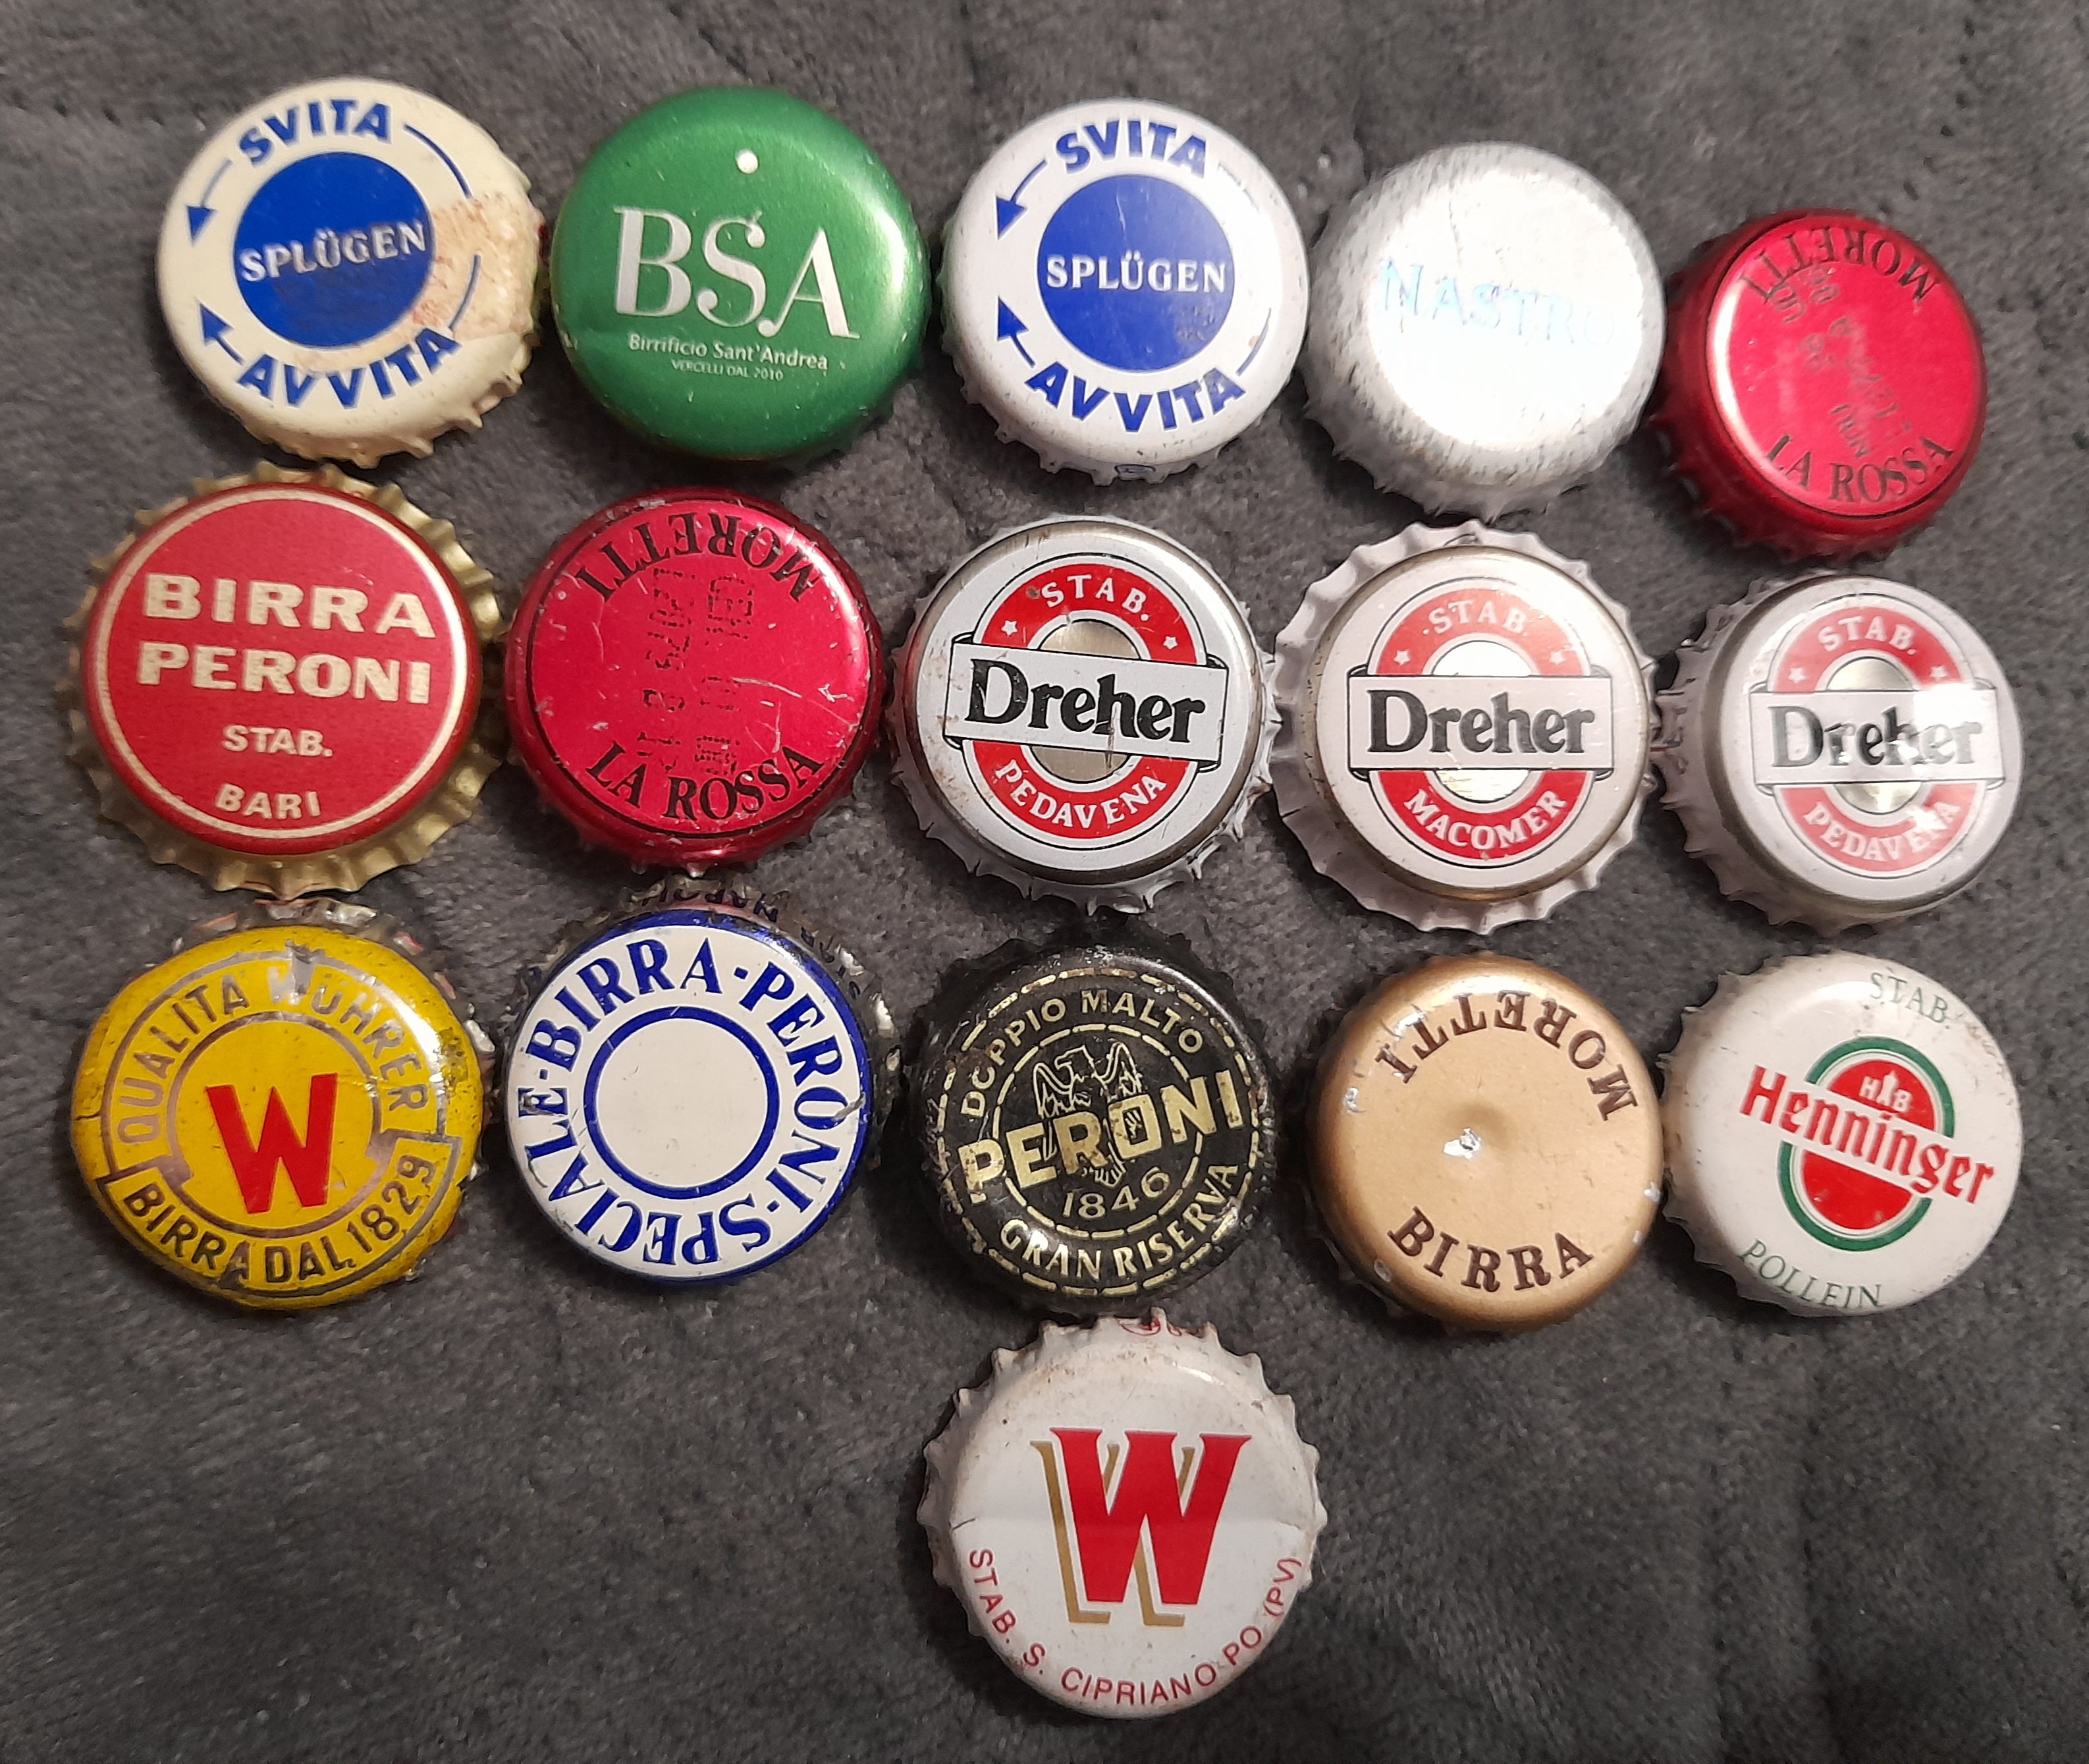 SVITA
SPLÜGEN
AVVITA
BSA
Birrificio Sant'Andrea
VERCELLI DAL 2010
SVITA
SPLÜGEN
AVVITA
NASTRO
MORETTI
LA ROSSA
BIRRA
PERONI
STAB.
BARI
MORETTI
LA ROSSA
STAB.
Dreher
PEDAVENA
STAB.
Dreher
MACOMER
STAB.
Dreher
PEDAVENA
QUALITA WÜHRER
W
BIRRA DAL 1829
BIRRA-PERONI-SPECIALE-
DOPPIO MALTO
PERONI
1846
GRAN RISERVA
MORETTI
BIRRA
STAB.
HB
Henninger
POLLEIN
W
STAB. S. CIPRIANO PO (PV)